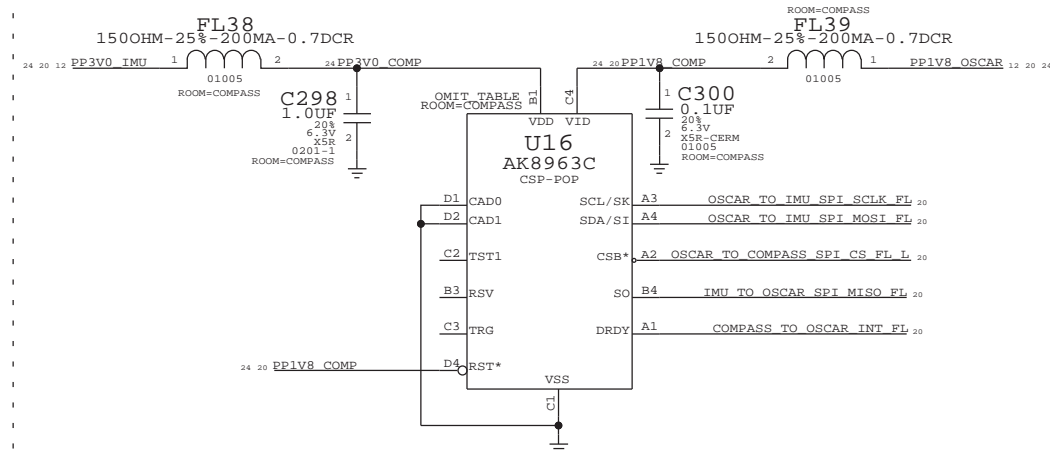 ROOM=COMPASS
FL38
FL39
150OHM-25%-200MA-0.7DCR
150OHM-25%-200MA-0.7DCR
24 20 12 PP3V0_IMU 1 2 24 PP3V0_COMP
24 20 PP1V8_COMP 2 1 PP1V8_OSCAR 12 20 24
01005
01005
ROOM=COMPASS
C298 1
1.0UF
20%
6.3V 2
X5R
0201-1
ROOM=COMPASS
OMIT_TABLE
ROOM=COMPASS
B1
C4
1 C300
0.1UF
20%
6.3V
2 X5R-CERM
01005
ROOM=COMPASS
VDD VID
U16
AK8963C
CSP-POP
D1 CAD0 SCL/SK A3 OSCAR_TO_IMU_SPI_SCLK_FL 20
D2 CAD1 SDA/SI A4 OSCAR_TO_IMU_SPI_MOSI_FL 20
C2 TST1 CSB* A2 OSCAR_TO_COMPASS_SPI_CS_FL_L 20
B3 RSV SO B4 IMU_TO_OSCAR_SPI_MISO_FL 20
C3 TRG DRDY A1 COMPASS_TO_OSCAR_INT_FL 20
24 20 PP1V8_COMP D4 RST*
VSS
C1